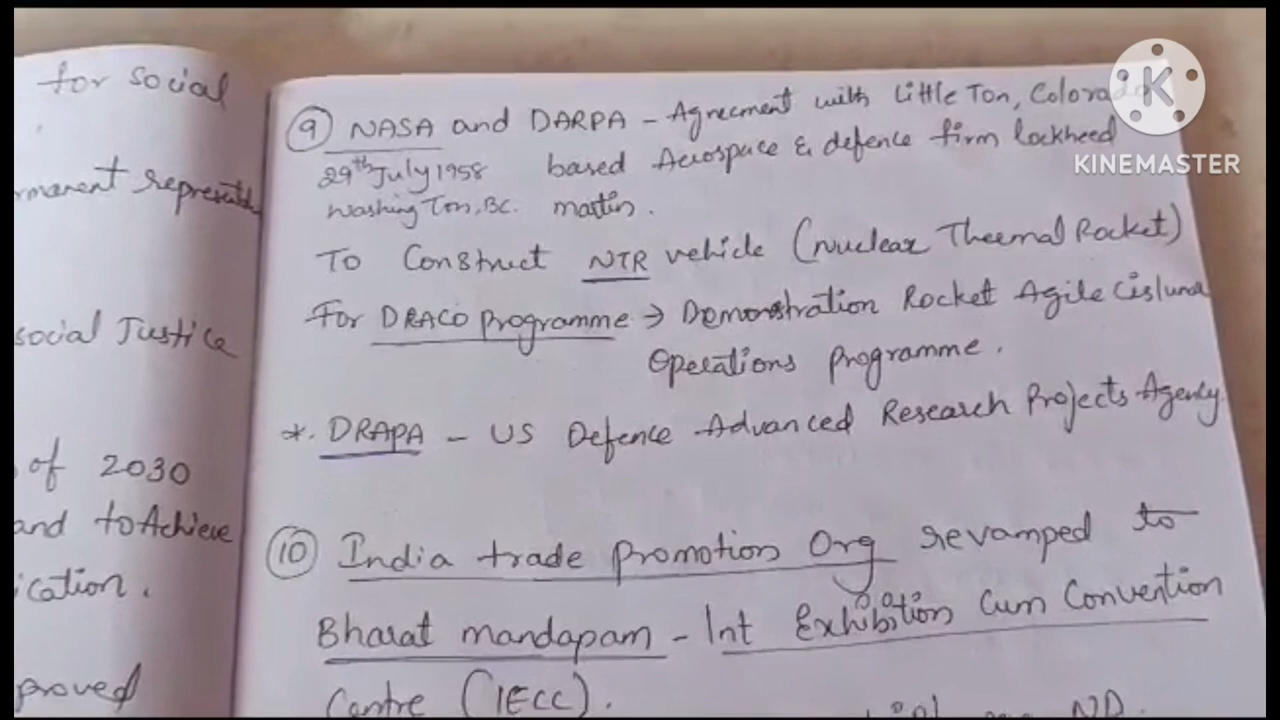 for social
rmanent represtati
social Justice
of 2030
and to Achieve
ication.
proved
9 NASA and DARPA - Agreement with Little Ton, Colorado
29th July 1958 based Aerospace & defence firm lockheed
Washing Ton, BC. martin.
To Construct NTR vehicle (Nuclear Thermal Rocket)
For DRACO programme → Demonstration Rocket Agile Cislunar
Operations programme.
*. DRAPA - US Defence Advanced Research Projects Agency
10 India trade promotion Org revamped to
Bharat mandapam - Int Exhibition Cum Convention
Centre (IECC).
ND.
KINEMASTER